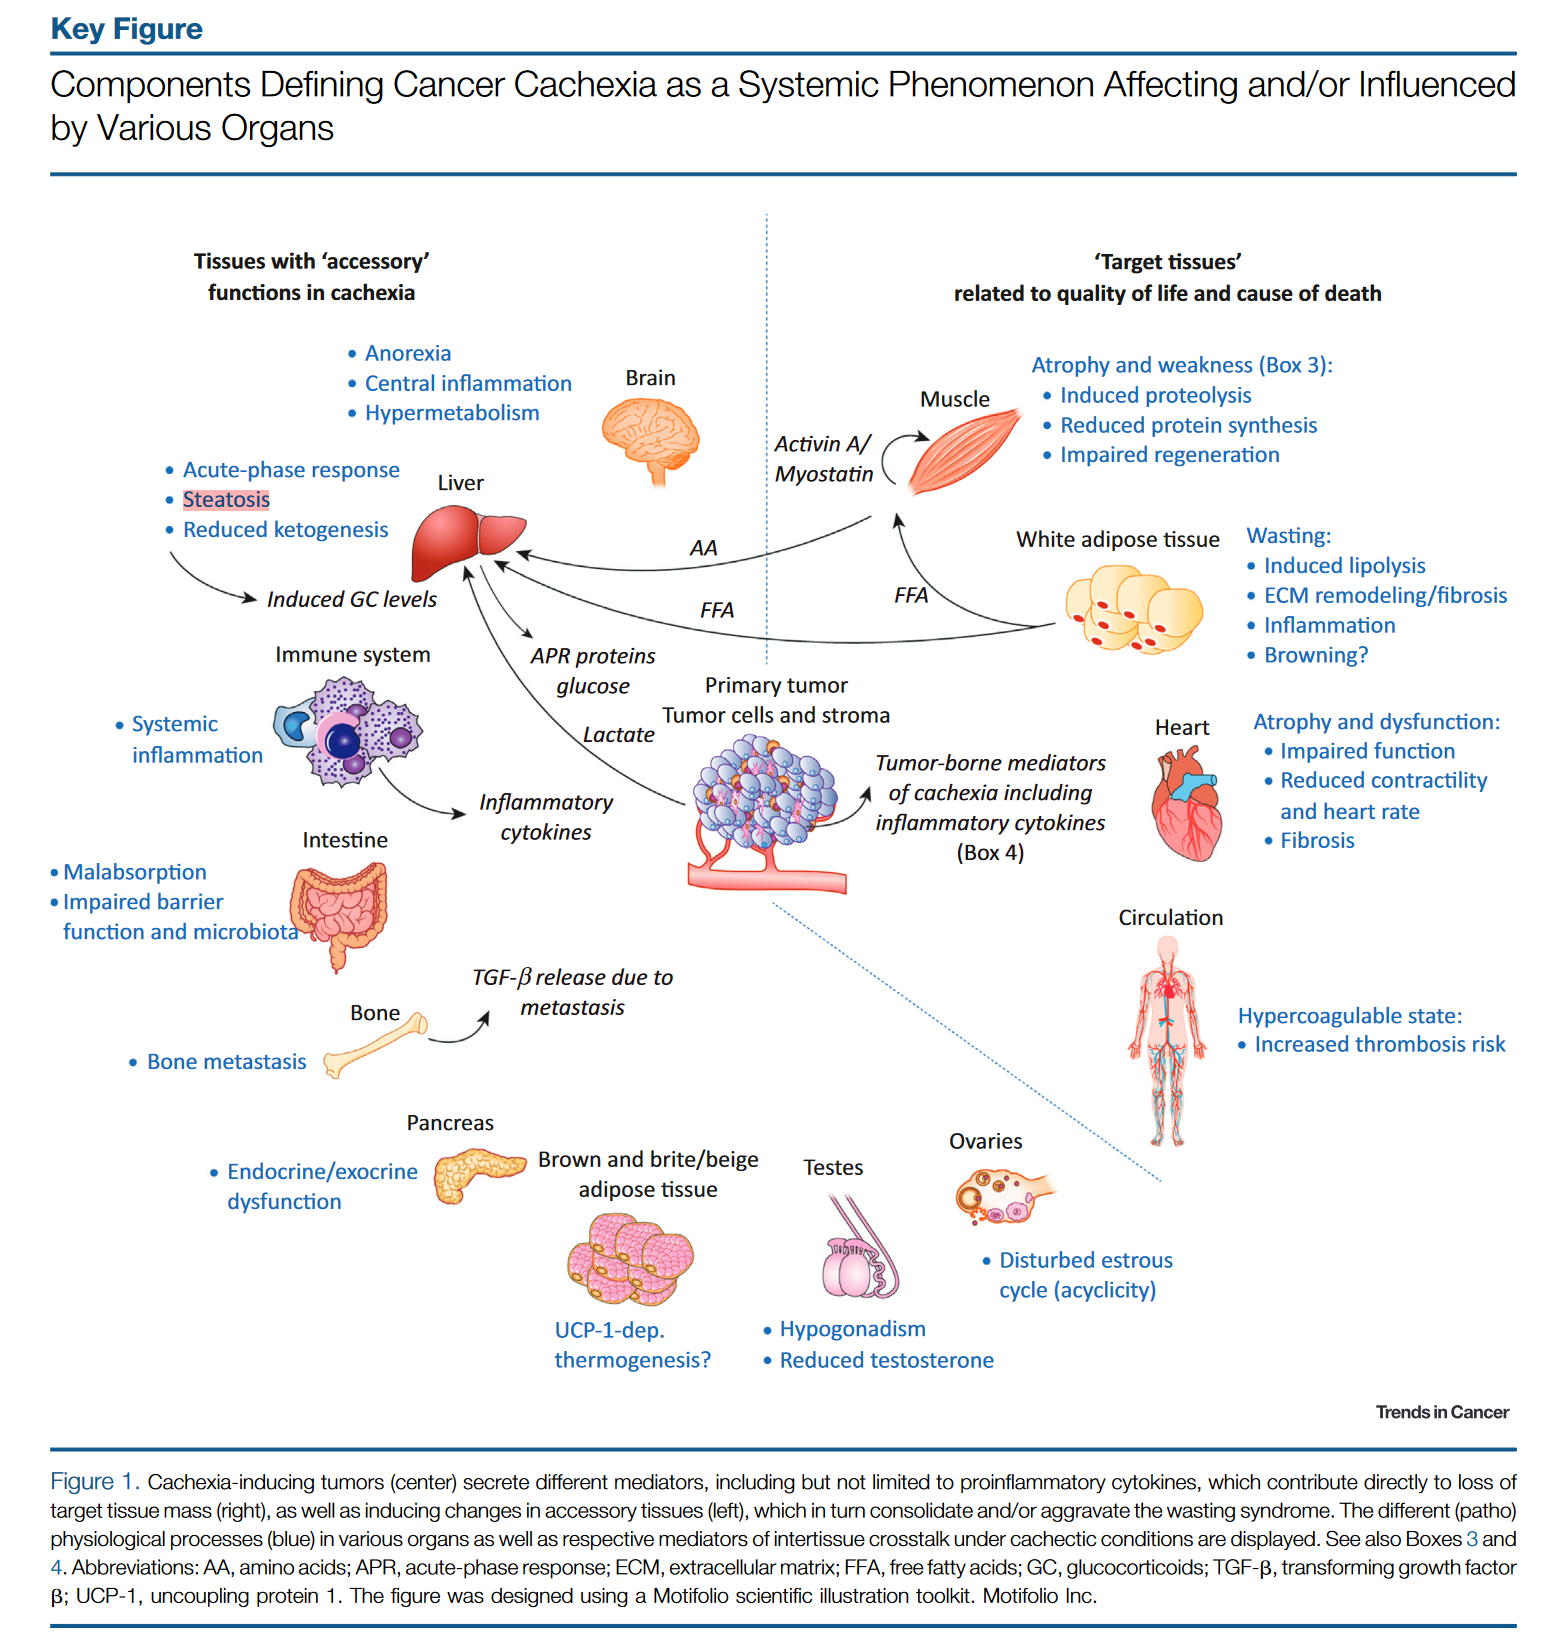 Key Figure
Components Defining Cancer Cachexia as a Systemic Phenomenon Affecting and/or Influenced
by Various Organs
Tissues with ‘accessory’
functions in cachexia
‘Target tissues’
related to quality of life and cause of death
• Anorexia
• Central inflammation
• Hypermetabolism
Brain
• Acute-phase response
• Steatosis
• Reduced ketogenesis
Liver
Induced GC levels
Activin A/
Myostatin
Muscle
Atrophy and weakness (Box 3):
• Induced proteolysis
• Reduced protein synthesis
• Impaired regeneration
AA
FFA
FFA
White adipose tissue
Wasting:
• Induced lipolysis
• ECM remodeling/fibrosis
• Inflammation
• Browning?
APR proteins
glucose
Lactate
Immune system
• Systemic
inflammation
Inflammatory
cytokines
Primary tumor
Tumor cells and stroma
Tumor-borne mediators
of cachexia including
inflammatory cytokines
(Box 4)
Heart
Atrophy and dysfunction:
• Impaired function
• Reduced contractility
and heart rate
• Fibrosis
Intestine
• Malabsorption
• Impaired barrier
function and microbiota
Circulation
Hypercoagulable state:
• Increased thrombosis risk
Bone
• Bone metastasis
TGF-β release due to
metastasis
Pancreas
• Endocrine/exocrine
dysfunction
Brown and brite/beige
adipose tissue
UCP-1-dep.
thermogenesis?
Testes
• Hypogonadism
• Reduced testosterone
Ovaries
• Disturbed estrous
cycle (acyclicity)
Trends in Cancer
Figure 1. Cachexia-inducing tumors (center) secrete different mediators, including but not limited to proinflammatory cytokines, which contribute directly to loss of
target tissue mass (right), as well as inducing changes in accessory tissues (left), which in turn consolidate and/or aggravate the wasting syndrome. The different (patho)
physiological processes (blue) in various organs as well as respective mediators of intertissue crosstalk under cachectic conditions are displayed. See also Boxes 3 and
4. Abbreviations: AA, amino acids; APR, acute-phase response; ECM, extracellular matrix; FFA, free fatty acids; GC, glucocorticoids; TGF-β, transforming growth factor
β; UCP-1, uncoupling protein 1. The figure was designed using a Motifolio scientific illustration toolkit. Motifolio Inc.